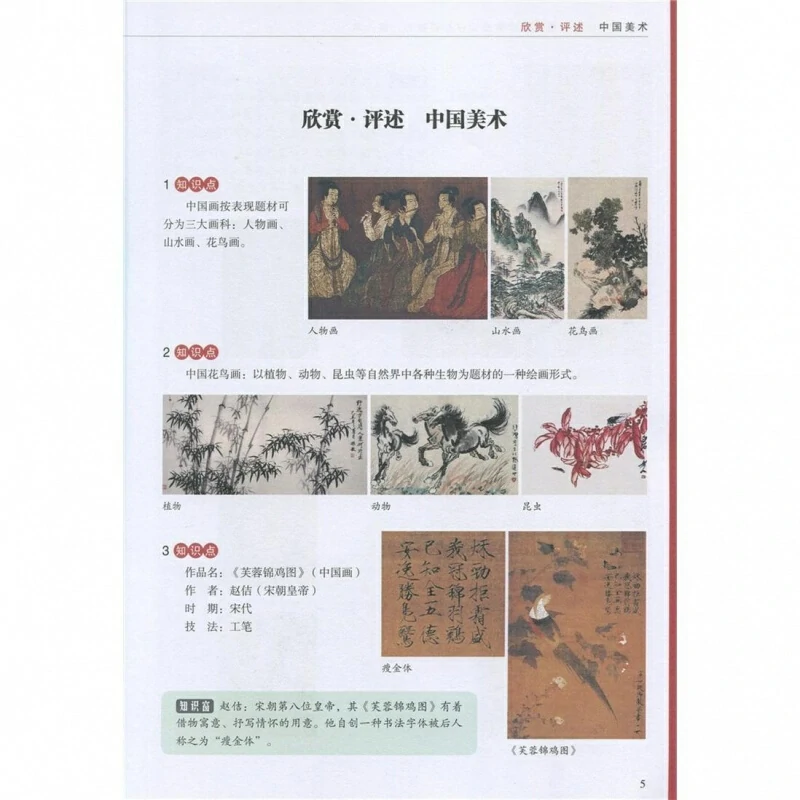 欣赏·评述 中国美术
欣赏·评述 中国美术
1 知识点
中国画按表现题材可
分为三大画科：人物画、
山水画、花鸟画。
人物画
山水画
花鸟画
2 知识点
中国花鸟画：以植物、动物、昆虫等自然界中各种生物为题材的一种绘画形式。
植物
动物
昆虫
3 知识点
作品名：《芙蓉锦鸡图》（中国画）
作 者：赵佶（宋朝皇帝）
时 期：宋代
技 法：工笔
秋劲拒霜盛
峨冠锦羽鸡
已知全五德
安逸胜凫鹥
瘦金体
《芙蓉锦鸡图》
知识窗 赵佶：宋朝第八位皇帝，其《芙蓉锦鸡图》有着
借物寓意、抒写情怀的用意。他自创一种书法字体被后人
称之为“瘦金体”。
5